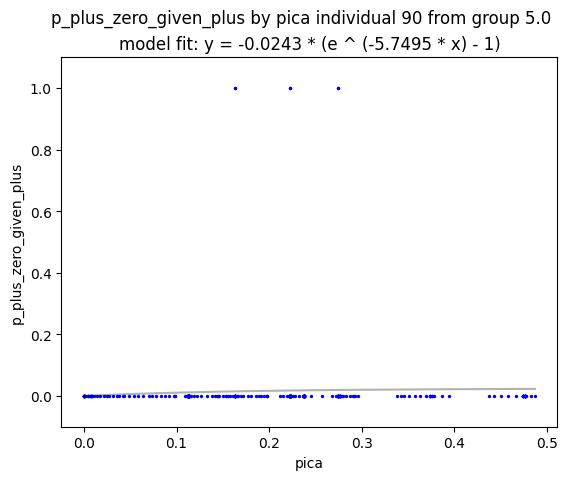 p_plus_zero_given_plus by pica individual 90 from group 5.0
model fit: y = -0.0243 * (e ^ (-5.7495 * x) - 1)
1.0
0.8
0.6
0.4
0.2
0.0
p_plus_zero_given_plus
0.0 0.1 0.2 0.3 0.4 0.5
pica